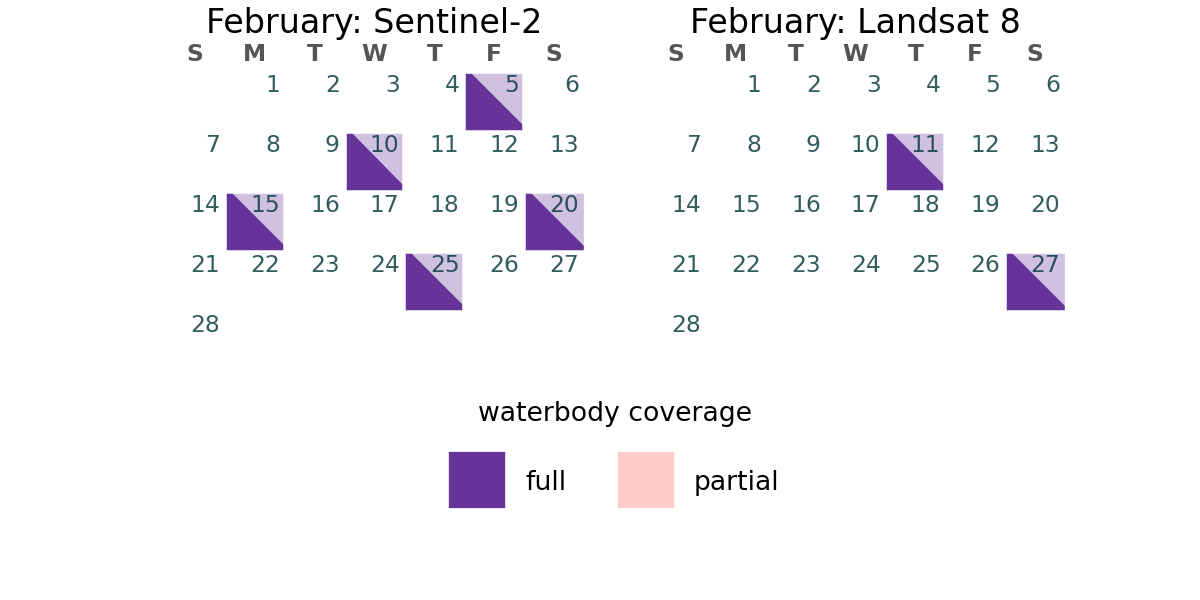 February: Sentinel-2
S M T W T F S
1 2 3 4 5 6
7 8 9 10 11 12 13
14 15 16 17 18 19 20
21 22 23 24 25 26 27
28
February: Landsat 8
S M T W T F S
1 2 3 4 5 6
7 8 9 10 11 12 13
14 15 16 17 18 19 20
21 22 23 24 25 26 27
28
waterbody coverage
full partial